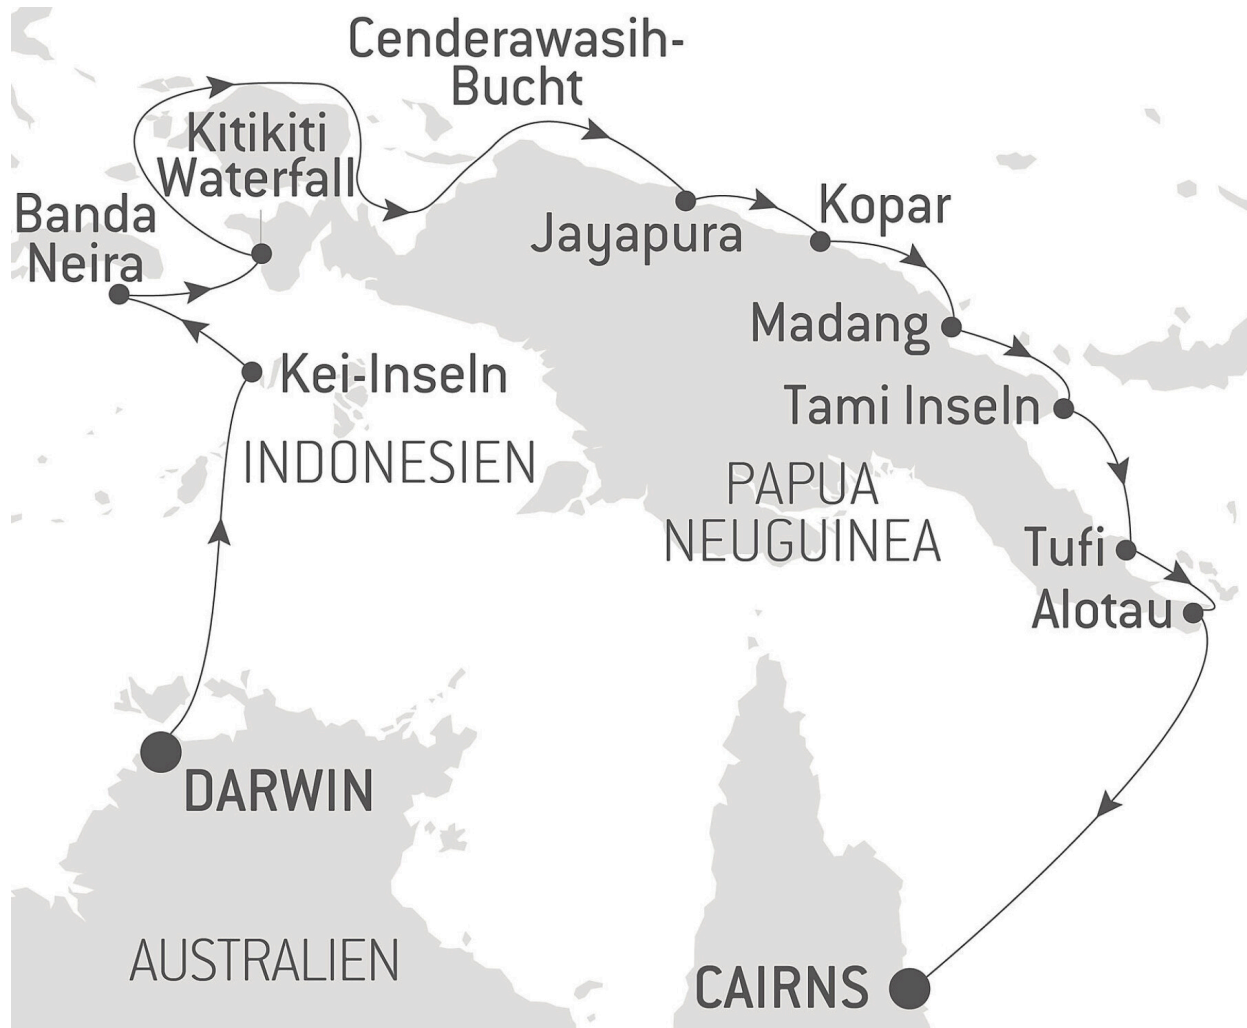 Cenderawasih-
Bucht
Kitikiti
Waterfall
Banda
Neira
Jayapura
Kopar
Madang
Kei-Inseln
Tami Inseln
INDONESIEN
PAPUA
NEUGUINEA
Tufi
Alotau
DARWIN
AUSTRALIEN
CAIRNS